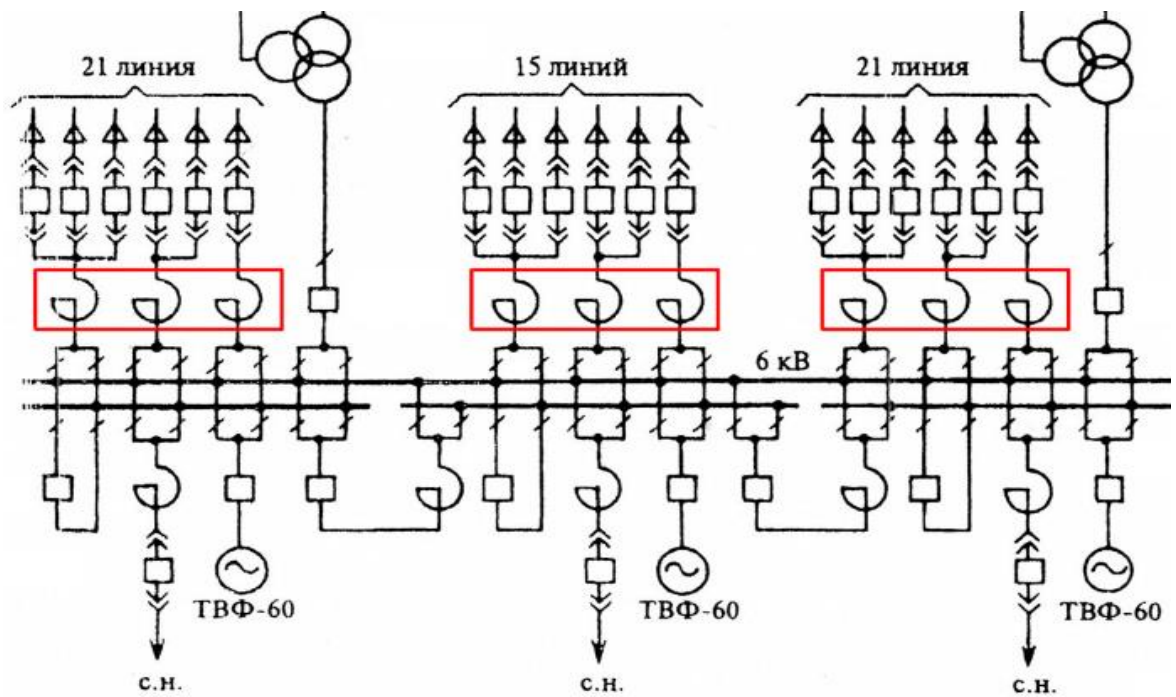 21 линия
15 линий
21 линия
6 кВ
ТВФ-60
ТВФ-60
ТВФ-60
с.н.
с.н.
с.н.